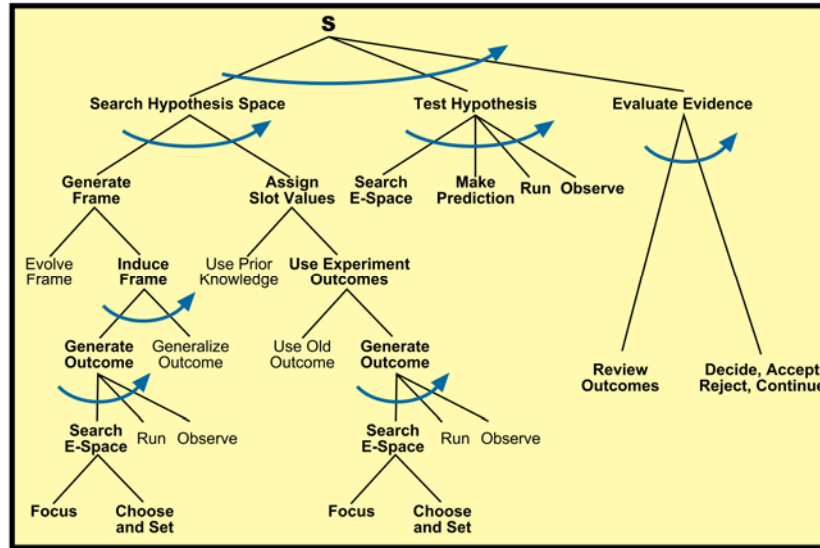 S
Search Hypothesis Space
Test Hypothesis
Evaluate Evidence
Generate
Frame
Assign
Slot Values
Search
E-Space
Make
Prediction
Run
Observe
Evolve
Frame
Induce
Frame
Use Prior
Knowledge
Use Experiment
Outcomes
Generate
Outcome
Generalize
Outcome
Use Old
Outcome
Generate
Outcome
Review
Outcomes
Decide, Accept
Reject, Continue
Search
E-Space
Run
Observe
Search
E-Space
Run
Observe
Focus
Choose
and Set
Focus
Choose
and Set